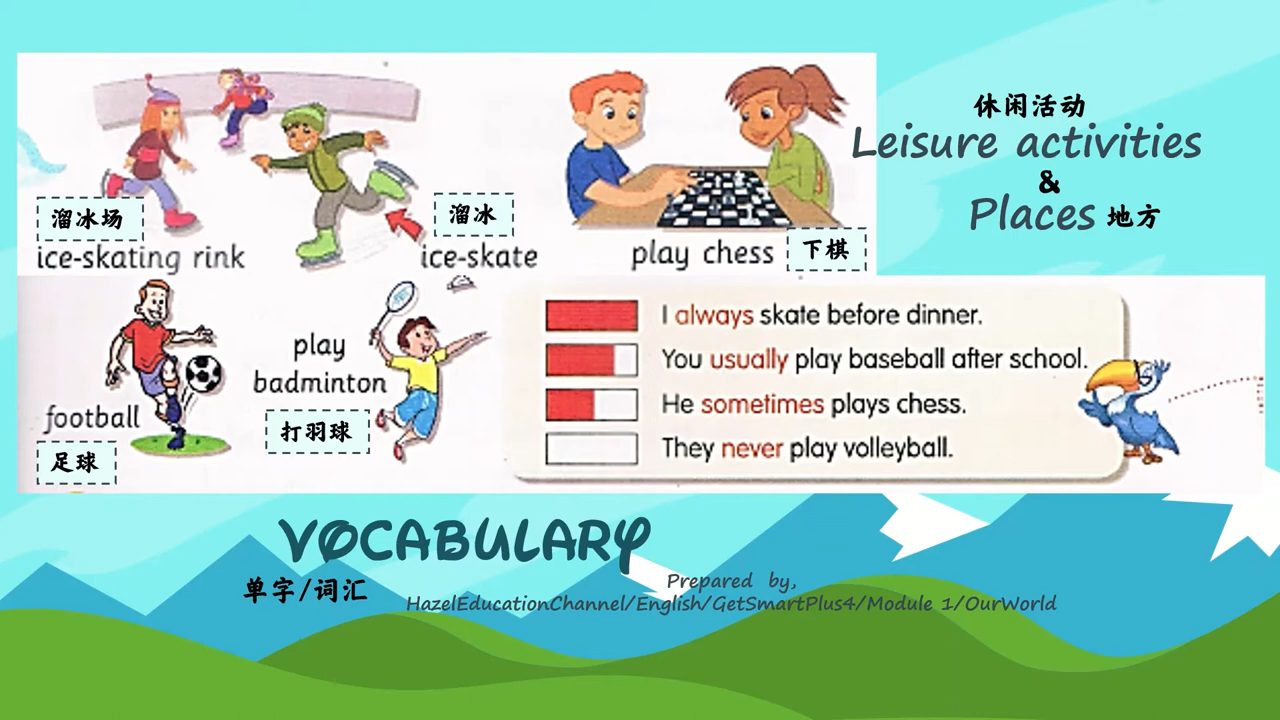 休闲活动
Leisure activities
&
Places 地方
溜冰场
ice-skating rink
溜冰
ice-skate
play chess
下棋
football
足球
play
badminton
打羽球
I always skate before dinner.
You usually play baseball after school.
He sometimes plays chess.
They never play volleyball.
VOCABULARY
单字/词汇
Prepared by,
HazelEducationChannel/English/GetSmartPlus4/Module 1/OurWorld